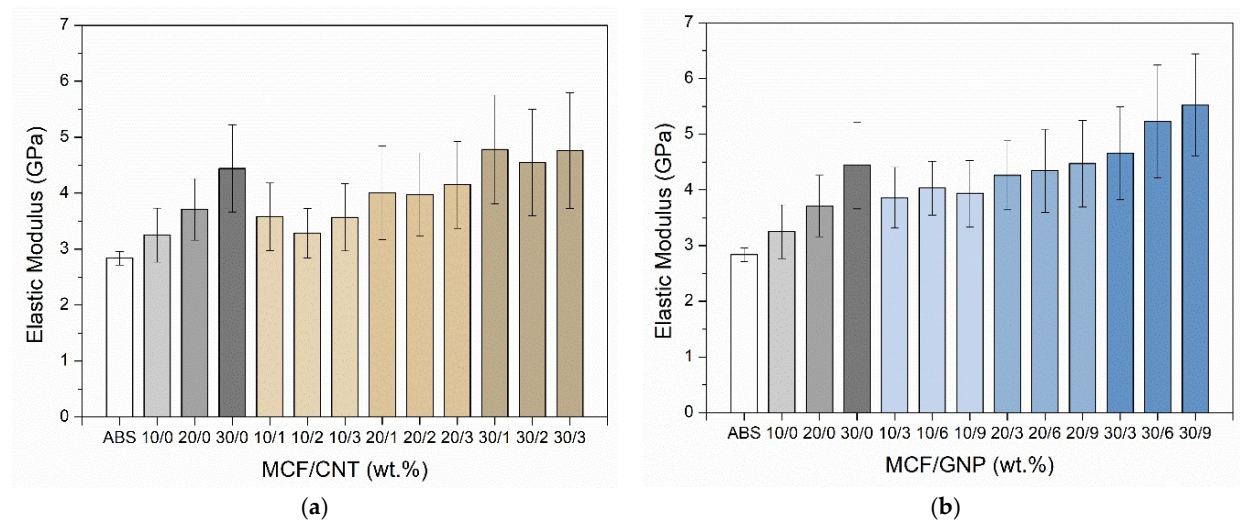 7
6
5
4
3
2
1
0
Elastic Modulus (GPa)
ABS 10/0 20/0 30/0 10/1 10/2 10/3 20/1 20/2 20/3 30/1 30/2 30/3
MCF/CNT (wt.%)
(a)
7
6
5
4
3
2
1
0
Elastic Modulus (GPa)
ABS 10/0 20/0 30/0 10/3 10/6 10/9 20/3 20/6 20/9 30/3 30/6 30/9
MCF/GNP (wt.%)
(b)